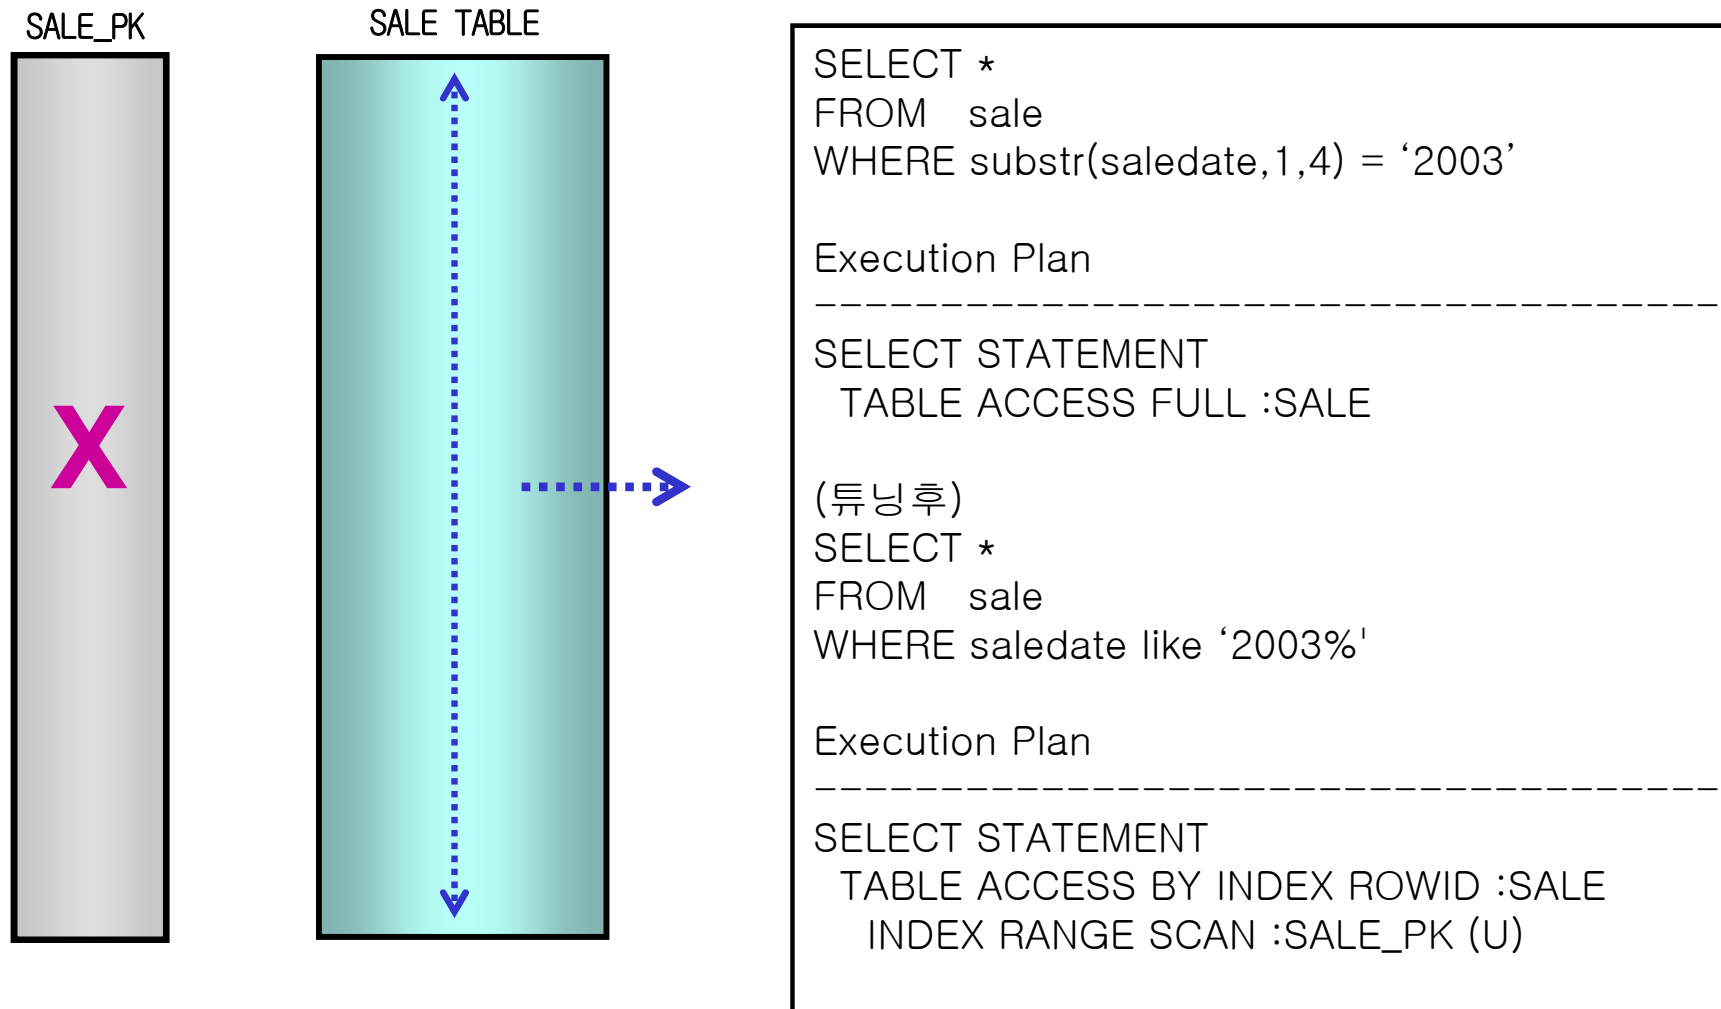 SALE_PK
SALE TABLE
X
SELECT *
FROM sale
WHERE substr(saledate,1,4) = ‘2003’
Execution Plan
------------------------------------
SELECT STATEMENT
TABLE ACCESS FULL :SALE
(튜닝후)
SELECT *
FROM sale
WHERE saledate like ‘2003%'
Execution Plan
------------------------------------
SELECT STATEMENT
TABLE ACCESS BY INDEX ROWID :SALE
INDEX RANGE SCAN :SALE_PK (U)